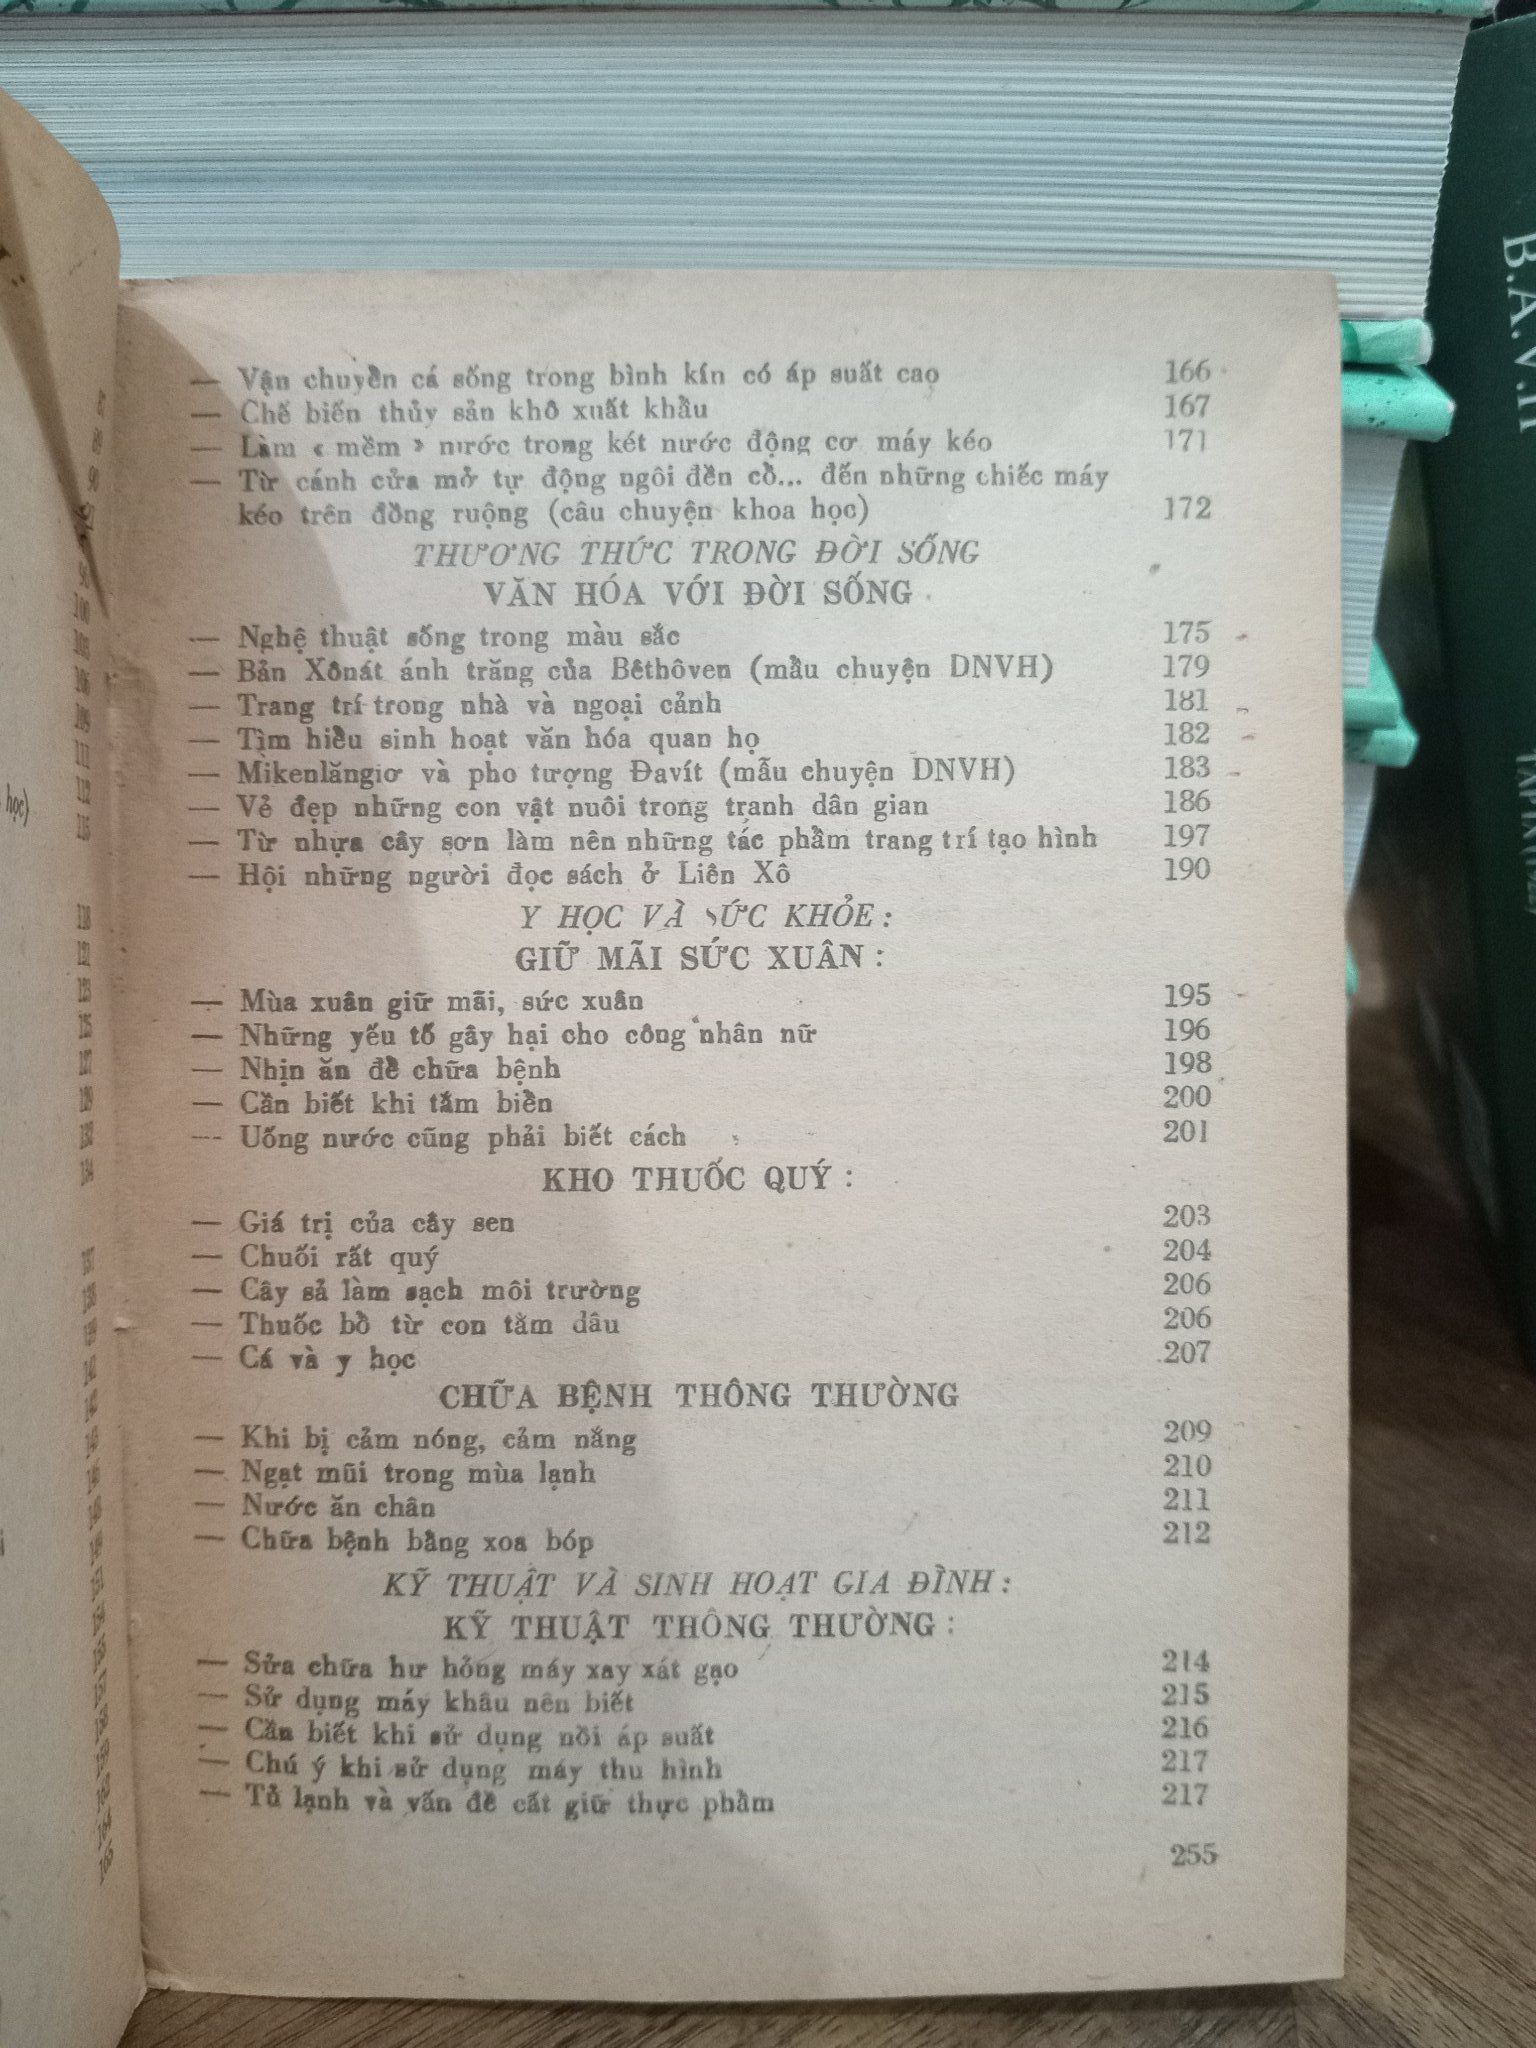 — Vận chuyển cá sống trong bình kín có áp suất cao 166
— Chế biến thủy sản khô xuất khẩu 167
— Làm « mềm » nước trong két nước động cơ máy kéo 171
— Từ cánh cửa mở tự động ngôi đền cổ... đến những chiếc máy
kéo trên đồng ruộng (câu chuyện khoa học) 172
THƯƠNG THỨC TRONG ĐỜI SỐNG
VĂN HÓA VỚI ĐỜI SỐNG
— Nghệ thuật sống trong màu sắc 175
— Bản Xônát ánh trăng của Bêthôven (mầu chuyện DNVH) 179
— Trang trí trong nhà và ngoại cảnh 181
— Tìm hiểu sinh hoạt văn hóa quan họ 182
— Mikenlăngiơ và pho tượng Đavít (mẫu chuyện DNVH) 183
— Vẻ đẹp những con vật nuôi trong tranh dân gian 186
— Từ nhựa cây sơn làm nên những tác phẩm trang trí tạo hình 197
— Hội những người đọc sách ở Liên Xô 190
Y HỌC VÀ SỨC KHỎE :
GIỮ MÃI SỨC XUÂN :
— Mùa xuân giữ mãi, sức xuân 195
— Những yếu tố gây hại cho công nhân nữ 196
— Nhịn ăn để chữa bệnh 198
— Cần biết khi tắm biển 200
— Uống nước cũng phải biết cách 201
KHO THUỐC QUÝ :
— Giá trị của cây sen 203
— Chuối rất quý 204
— Cây sả làm sạch môi trường 206
— Thuốc bổ từ con tằm dâu 206
— Cá và y học 207
CHỮA BỆNH THÔNG THƯỜNG
— Khi bị cảm nóng, cảm nắng 209
— Ngạt mũi trong mùa lạnh 210
— Nước ăn chân 211
— Chữa bệnh bằng xoa bóp 212
KỸ THUẬT VÀ SINH HOẠT GIA ĐÌNH :
KỸ THUẬT THÔNG THƯỜNG :
— Sửa chữa hư hỏng máy xay xát gạo 214
— Sử dụng máy khâu nên biết 215
— Cần biết khi sử dụng nồi áp suất 216
— Chú ý khi sử dụng máy thu hình 217
— Tủ lạnh và vấn đề cất giữ thực phẩm 217
255
học)
B.A.V.H